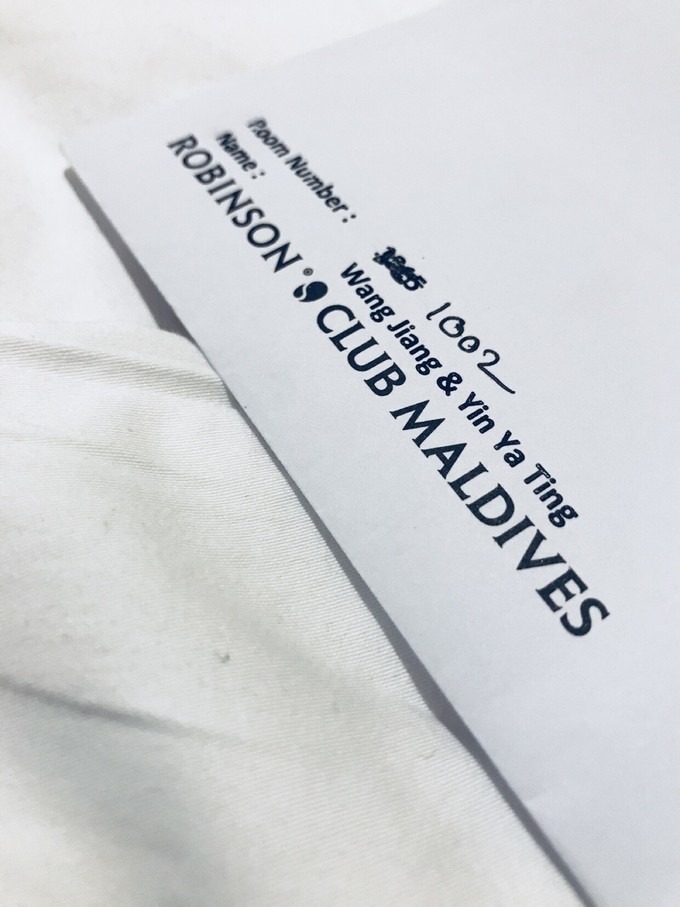 ROBINSON® CLUB MALDIVES
Name: Wang Jiang & Yin Ya Ting
Room Number: 1002